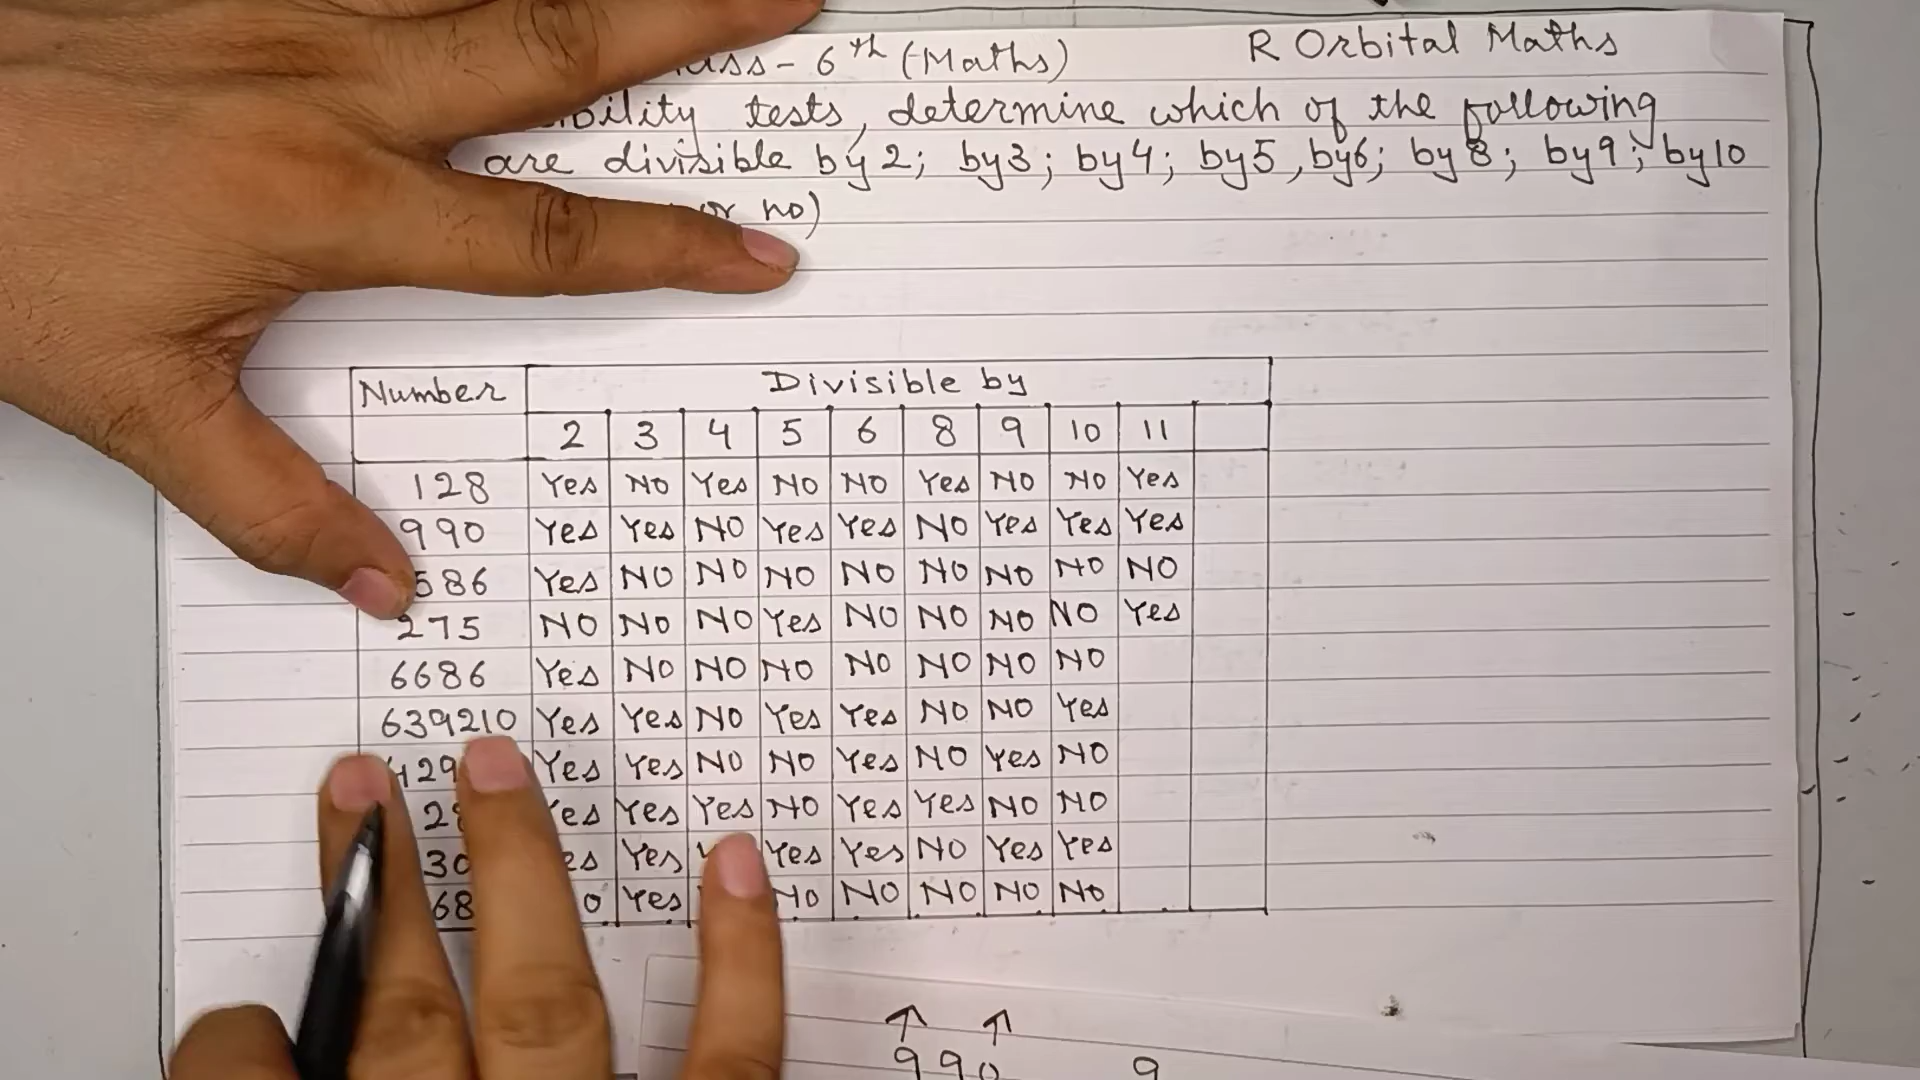 6th (Maths) R Orbital Maths
tests, determine which of the following
are divisible by 2; by 3; by 4; by 5, by 6; by 8; by 9; by 10
or no)
Number Divisible by
2 3 4 5 6 8 9 10 11
128 Yes No Yes No No Yes No No Yes
990 Yes Yes No Yes Yes No Yes Yes Yes
586 Yes No No No No No No No No
275 No No No Yes No No No No Yes
6686 Yes No No No No No No No
639210 Yes Yes No Yes Yes No No Yes
Yes Yes No No Yes No Yes No
Yes Yes No Yes Yes No No
Yes Yes Yes No Yes Yes
Yes No No No No No
990 9